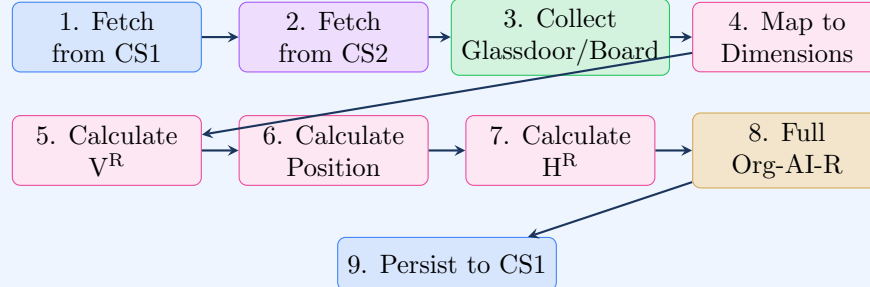 1. Fetch
from CS1
2. Fetch
from CS2
3. Collect
Glassdoor/Board
4. Map to
Dimensions
5. Calculate
V^R
6. Calculate
Position
7. Calculate
H^R
8. Full
Org-AI-R
9. Persist to CS1